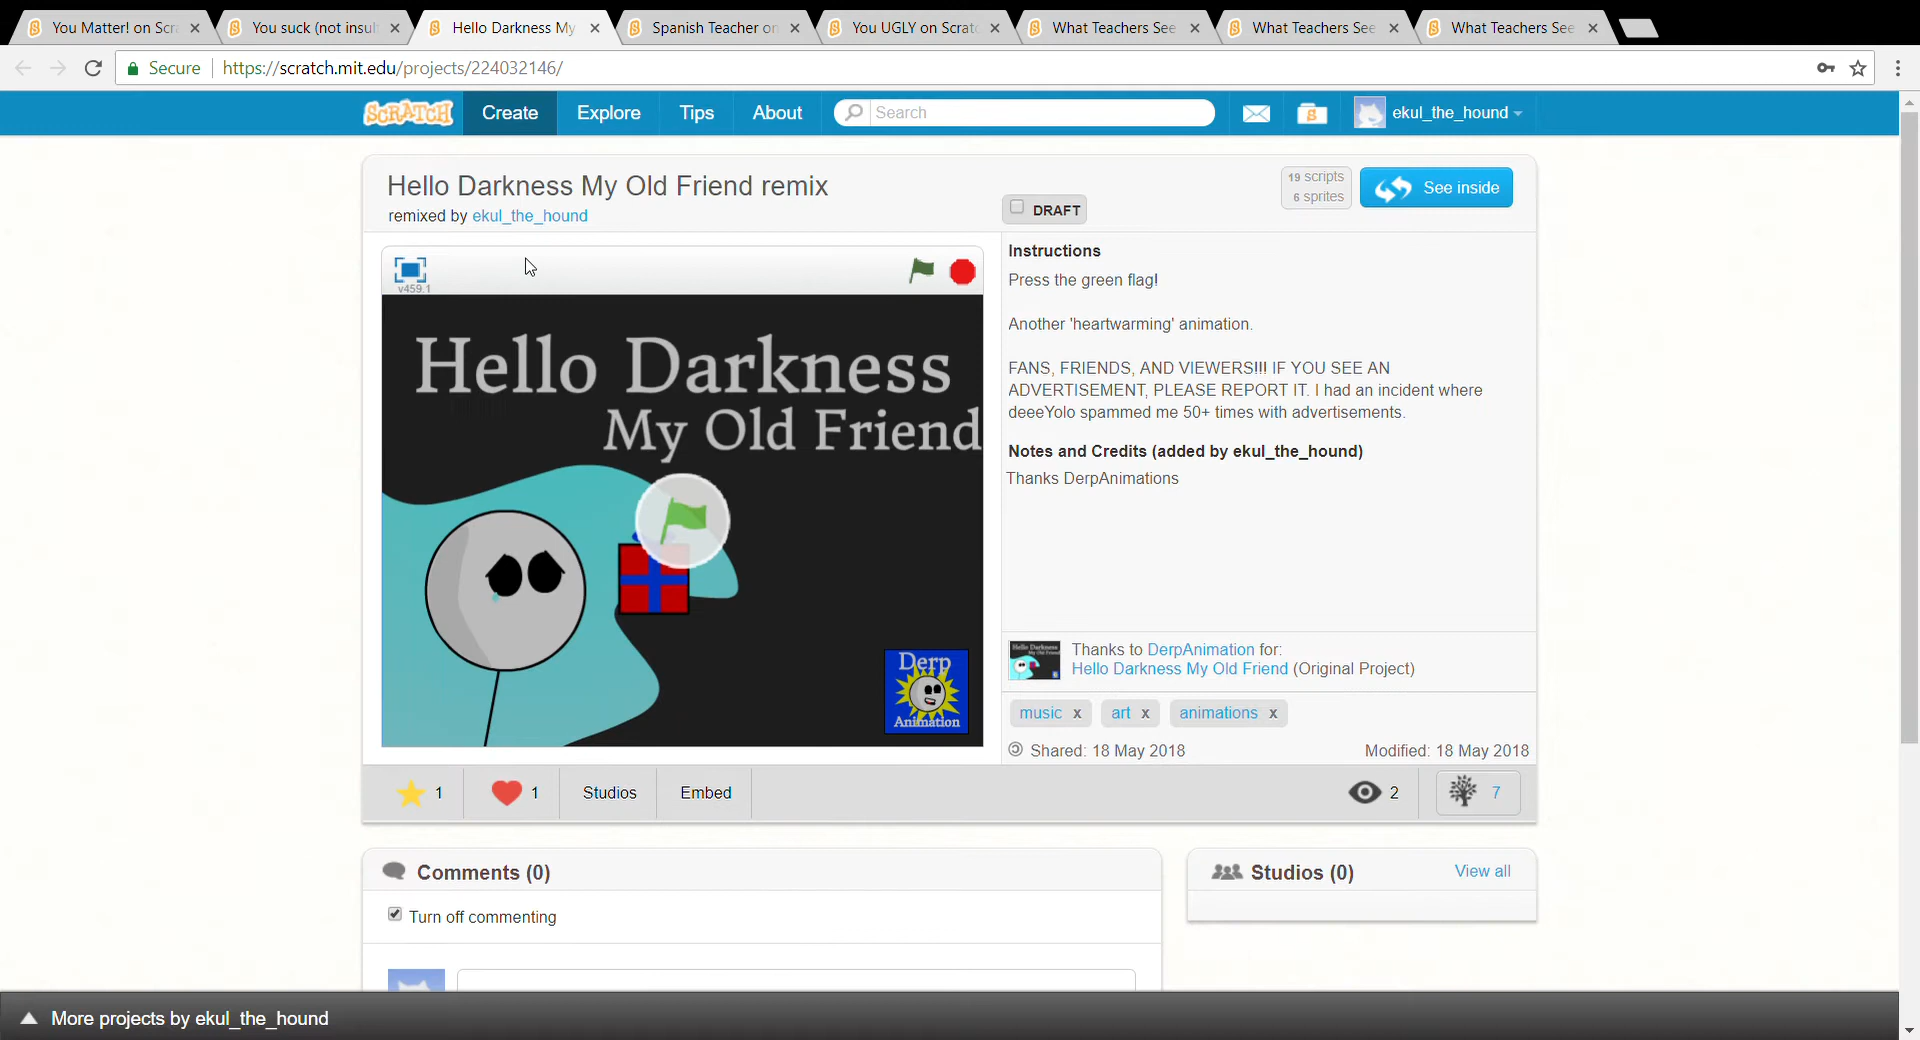 You Matter! on Scra
You suck (not insul
Hello Darkness My
Spanish Teacher on
You UGLY on Scratc
What Teachers See
What Teachers See
What Teachers See
Secure
https://scratch.mit.edu/projects/224032146/
SCRATCH
Create
Explore
Tips
About
Search
ekul_the_hound
Hello Darkness My Old Friend remix
remixed by ekul_the_hound
DRAFT
19 scripts
6 sprites
See inside
v459.1
Hello Darkness
My Old Friend
Derp
Animation
Instructions
Press the green flag!
Another 'heartwarming' animation.
FANS, FRIENDS, AND VIEWERS!!! IF YOU SEE AN
ADVERTISEMENT, PLEASE REPORT IT. I had an incident where
deeeYolo spammed me 50+ times with advertisements.
Notes and Credits (added by ekul_the_hound)
Thanks DerpAnimations
Thanks to DerpAnimation for:
Hello Darkness My Old Friend (Original Project)
music x
art x
animations x
Shared: 18 May 2018
Modified: 18 May 2018
1
1
Studios
Embed
2
7
Comments (0)
Turn off commenting
Studios (0)
View all
More projects by ekul_the_hound